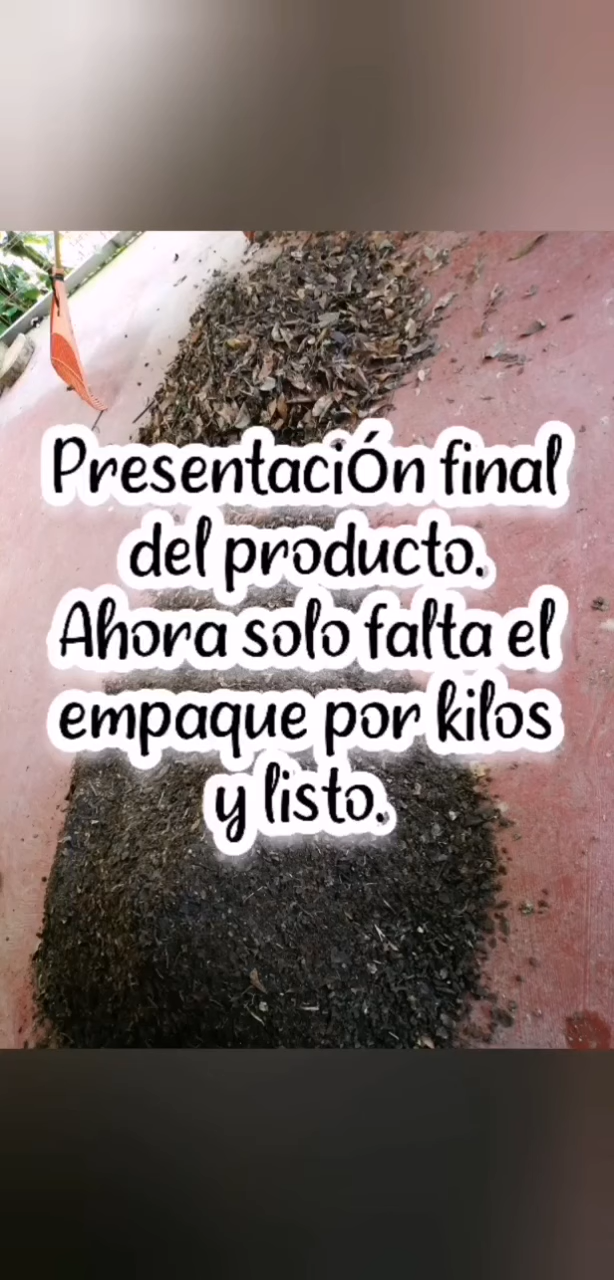 PresentaciÓn final
del producto.
Ahora solo falta el
empaque por kilos
y listo.